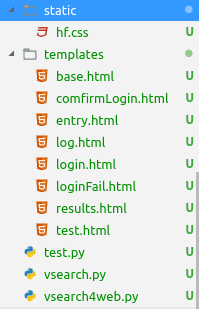 static
hf.css U
templates
base.html U
comfirmLogin.html U
entry.html U
log.html U
login.html U
loginFail.html U
results.html U
test.html U
test.py U
vsearch.py U
vsearch4web.py U